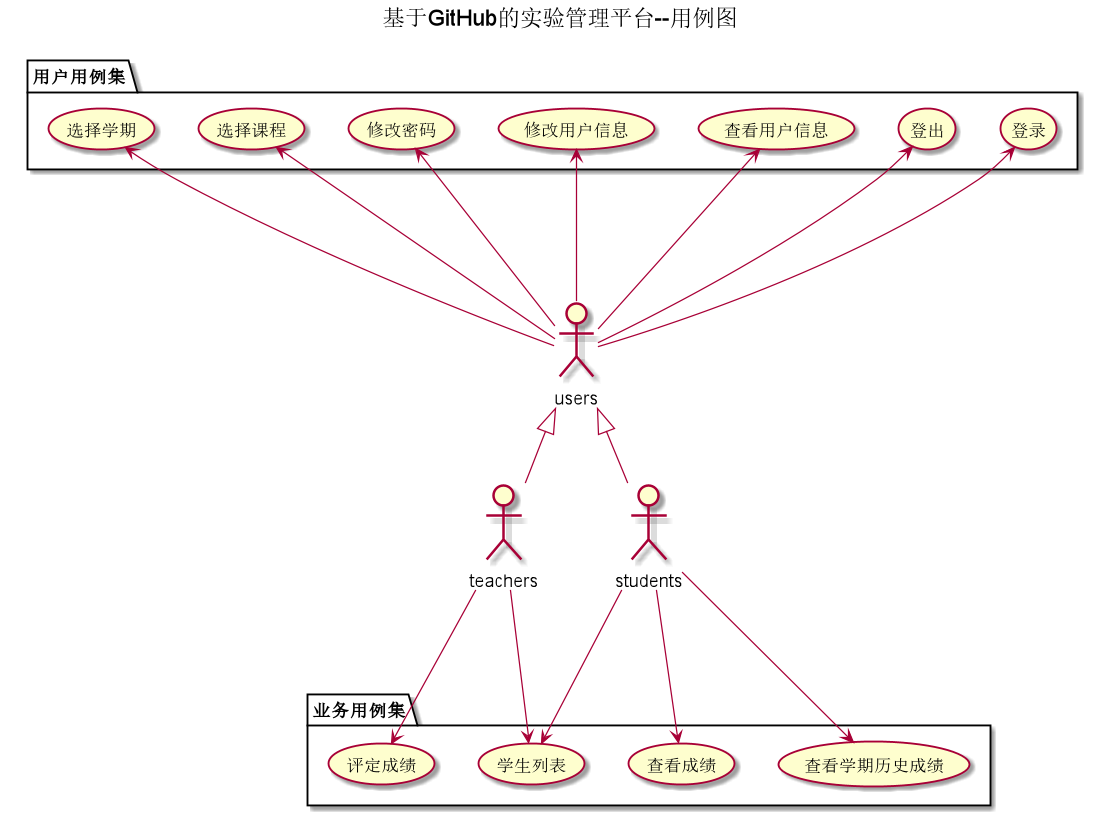 基于GitHub的实验管理平台--用例图
用户用例集
选择学期
选择课程
修改密码
修改用户信息
查看用户信息
登出
登录
users
teachers
students
业务用例集
评定成绩
学生列表
查看成绩
查看学期历史成绩